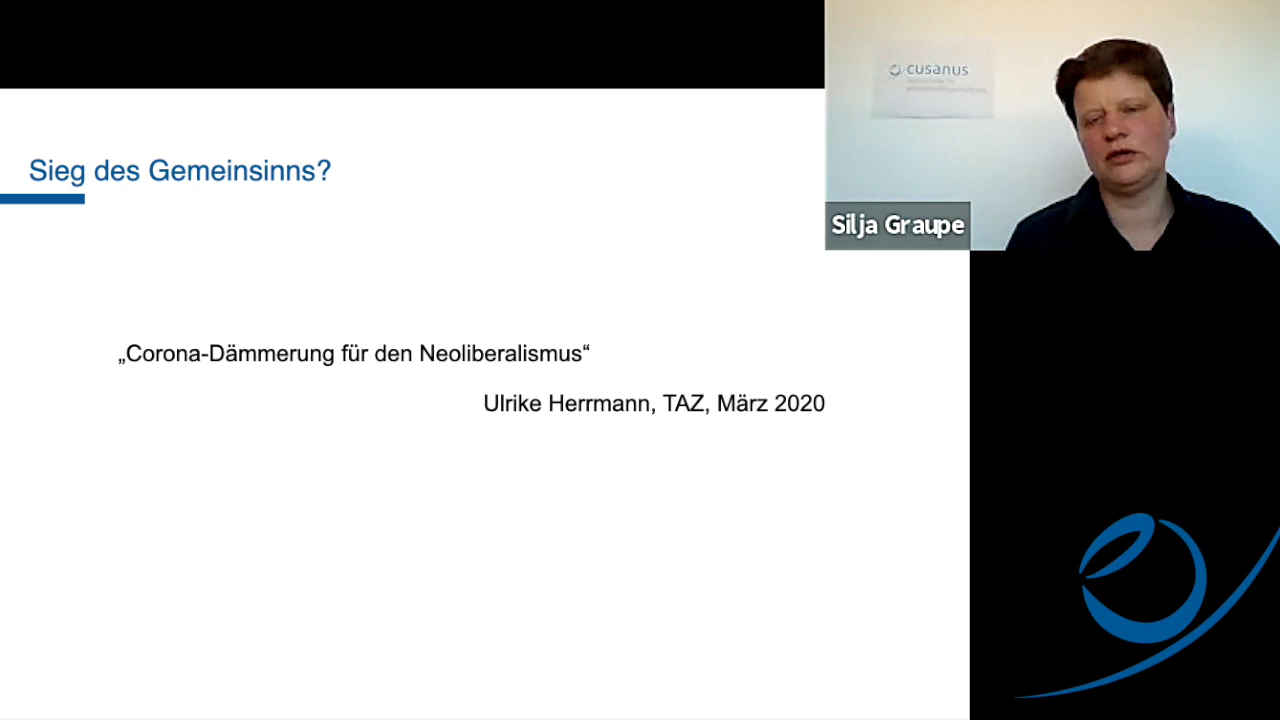 Sieg des Gemeinsinns?
„Corona-Dämmerung für den Neoliberalismus“
Ulrike Herrmann, TAZ, März 2020
cusanus
Silja Graupe